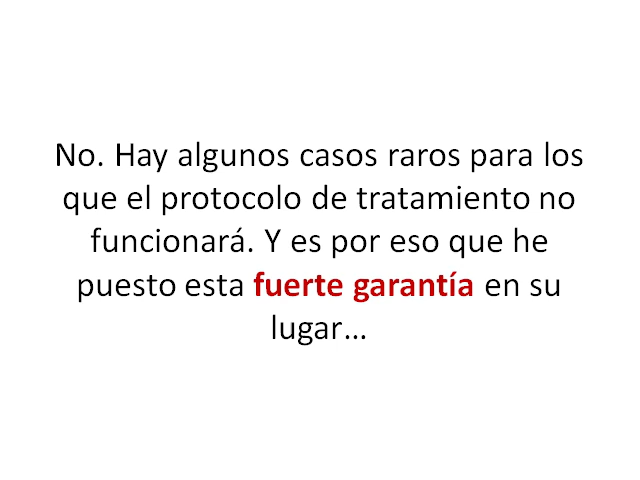 No. Hay algunos casos raros para los
que el protocolo de tratamiento no
funcionará. Y es por eso que he
puesto esta fuerte garantía en su
lugar…